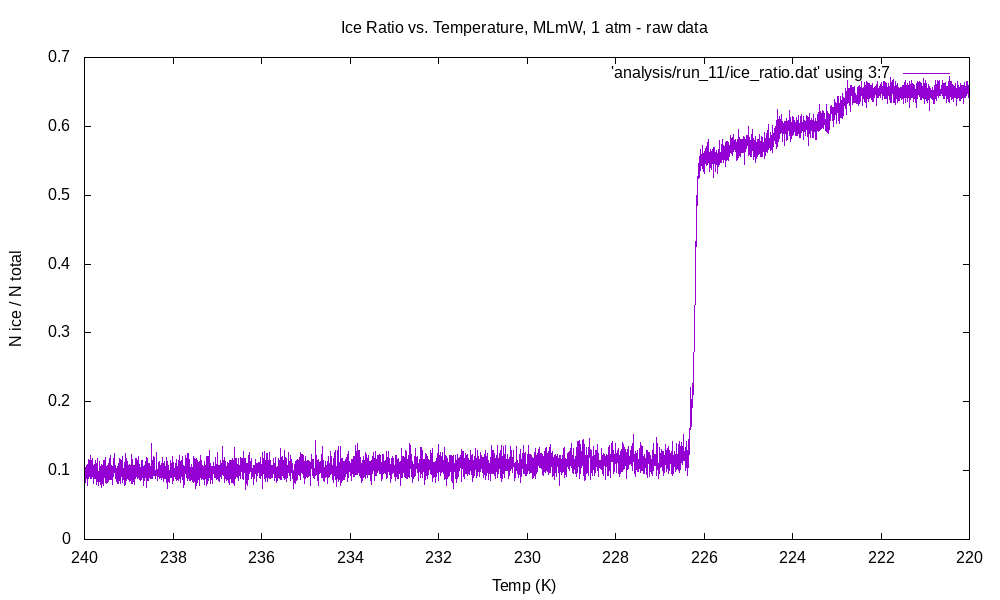 Ice Ratio vs. Temperature, MLmW, 1 atm - raw data
'analysis/run_11/ice_ratio.dat' using 3:7
0.7
0.6
0.5
0.4
0.3
0.2
0.1
0
N ice / N total
240 238 236 234 232 230 228 226 224 222 220
Temp (K)